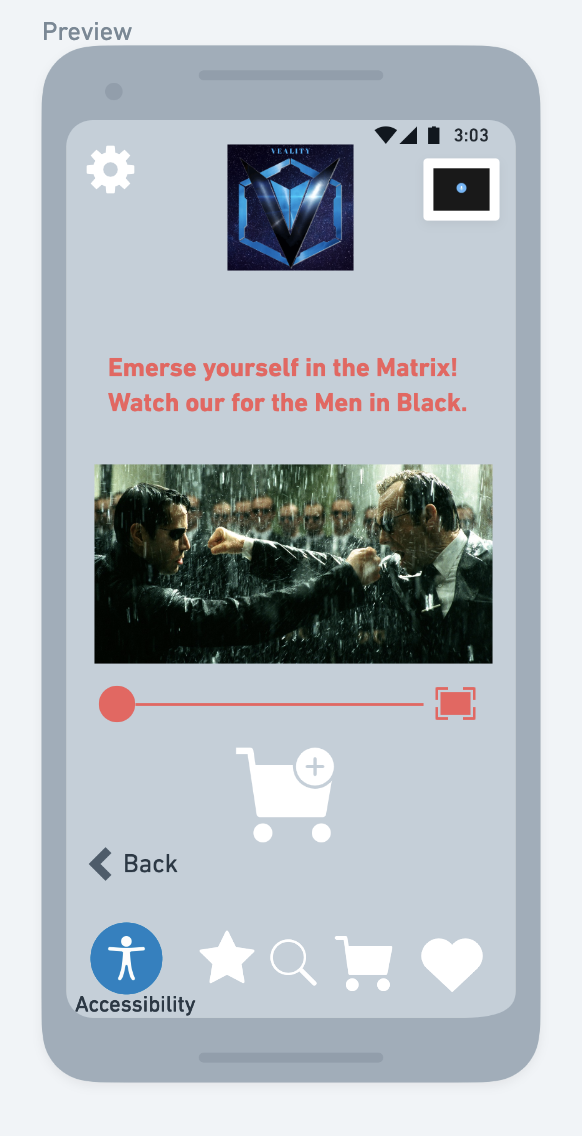 Preview
3:03
VEALITY
Emerse yourself in the Matrix!
Watch our for the Men in Black.
Back
Accessibility